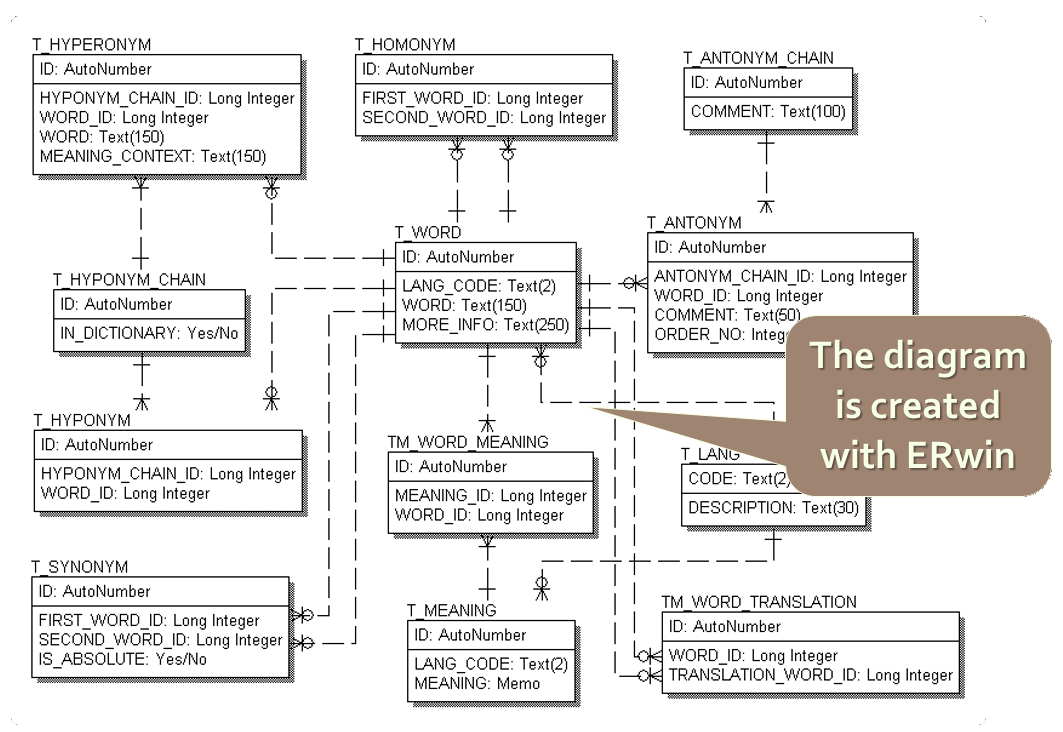 T_HYPERONYM
ID: AutoNumber
HYPONYM_CHAIN_ID: Long Integer
WORD_ID: Long Integer
WORD: Text(150)
MEANING_CONTEXT: Text(150)
T_HOMONYM
ID: AutoNumber
FIRST_WORD_ID: Long Integer
SECOND_WORD_ID: Long Integer
T_ANTONYM_CHAIN
ID: AutoNumber
COMMENT: Text(100)
T_WORD
ID: AutoNumber
LANG_CODE: Text(2)
WORD: Text(150)
MORE_INFO: Text(250)
T_ANTONYM
ID: AutoNumber
ANTONYM_CHAIN_ID: Long Integer
WORD_ID: Long Integer
COMMENT: Text(50)
ORDER_NO:
T_HYPONYM_CHAIN
ID: AutoNumber
IN_DICTIONARY: Yes/No
The diagram
is created
with ERwin
T_HYPONYM
ID: AutoNumber
HYPONYM_CHAIN_ID: Long Integer
WORD_ID: Long Integer
TM_WORD_MEANING
ID: AutoNumber
MEANING_ID: Long Integer
WORD_ID: Long Integer
T_LANG
CODE: Text(2)
DESCRIPTION: Text(30)
T_SYNONYM
ID: AutoNumber
FIRST_WORD_ID: Long Integer
SECOND_WORD_ID: Long Integer
IS_ABSOLUTE: Yes/No
T_MEANING
ID: AutoNumber
LANG_CODE: Text(2)
MEANING: Memo
TM_WORD_TRANSLATION
ID: AutoNumber
WORD_ID: Long Integer
TRANSLATION_WORD_ID: Long Integer